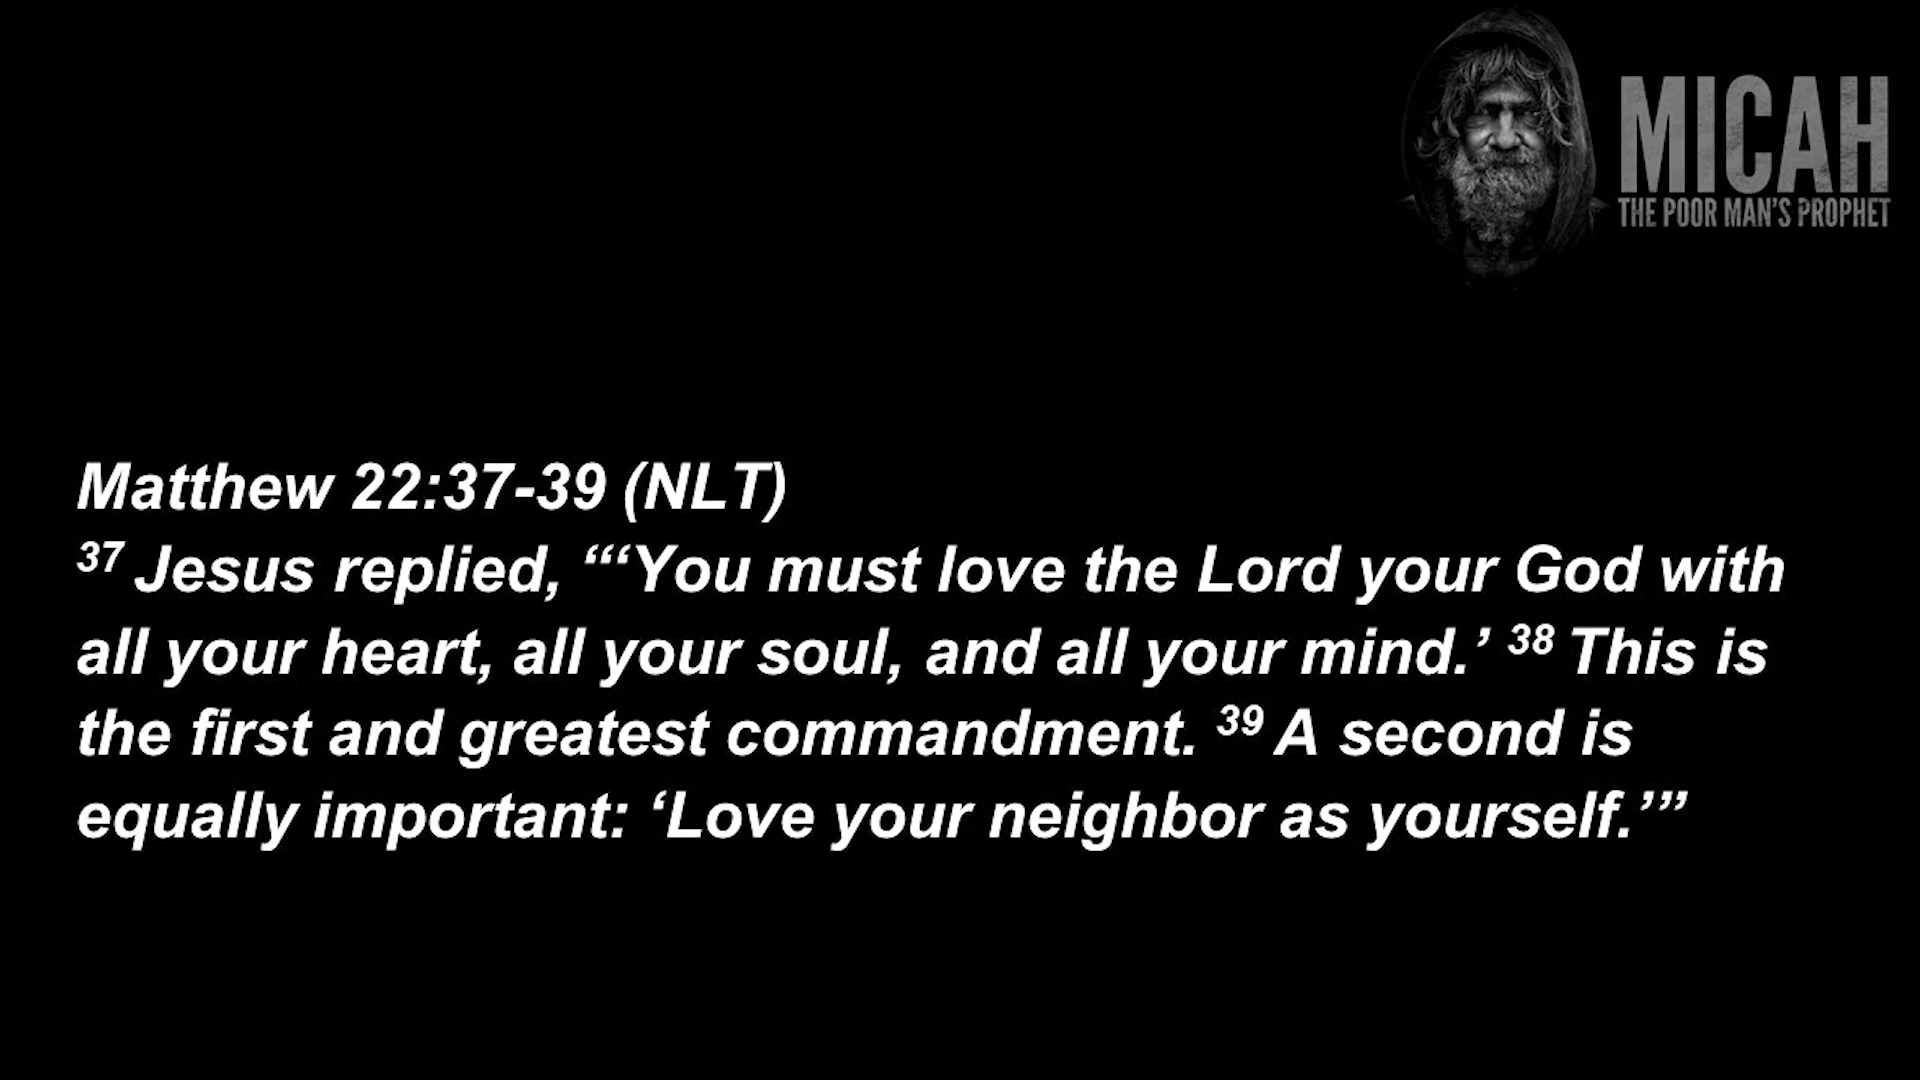 MICAH
THE POOR MAN'S PROPHET
Matthew 22:37-39 (NLT)
37 Jesus replied, “‘“You must love the Lord your God with
all your heart, all your soul, and all your mind.’ 38 This is
the first and greatest commandment. 39 A second is
equally important: ‘Love your neighbor as yourself.’”